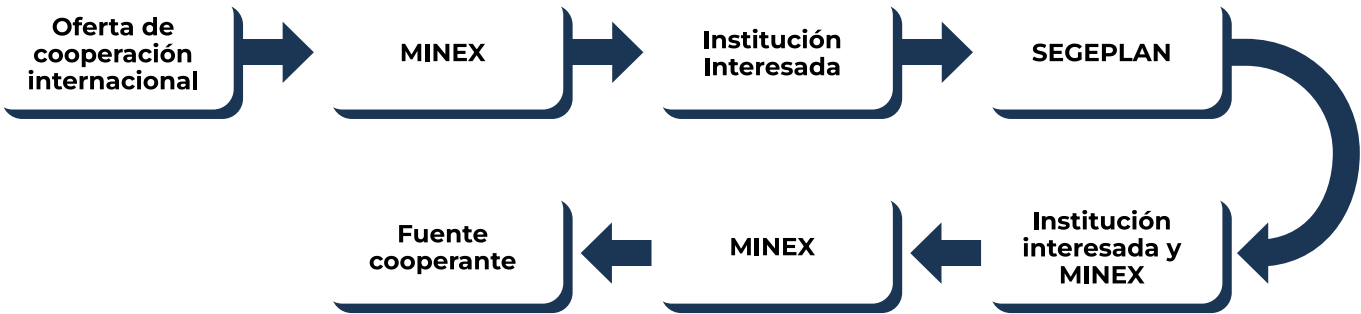 Oferta de
cooperación
internacional
MINEX
Institución
Interesada
SEGEPLAN
Institución
interesada y
MINEX
MINEX
Fuente
cooperante